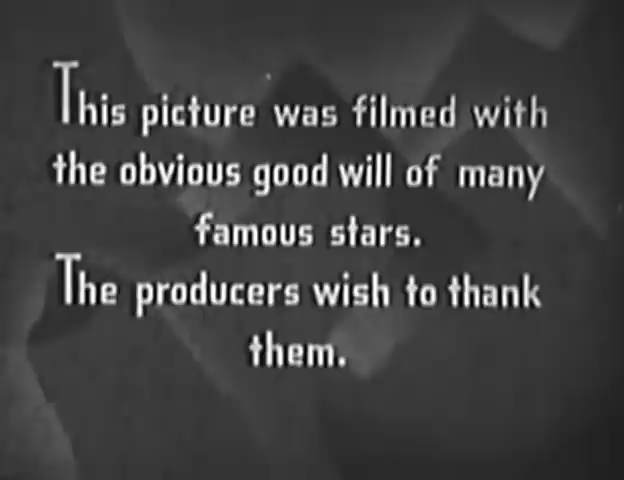 This picture was filmed with
the obvious good will of many
famous stars.
The producers wish to thank
them.